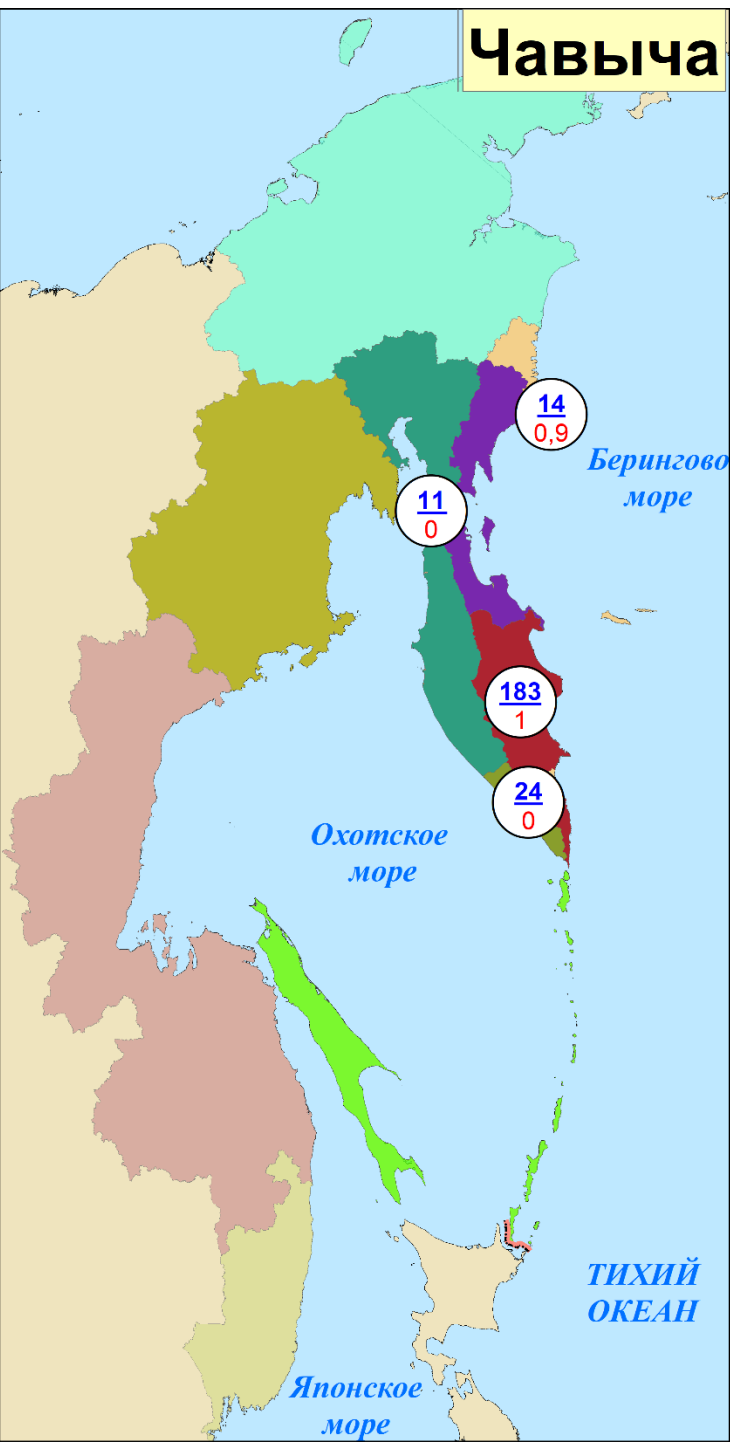 Чавыча
14
0,9
Берингово
море
11
0
183
1
24
0
Охотское
море
ТИХИЙ
ОКЕАН
Японское
море